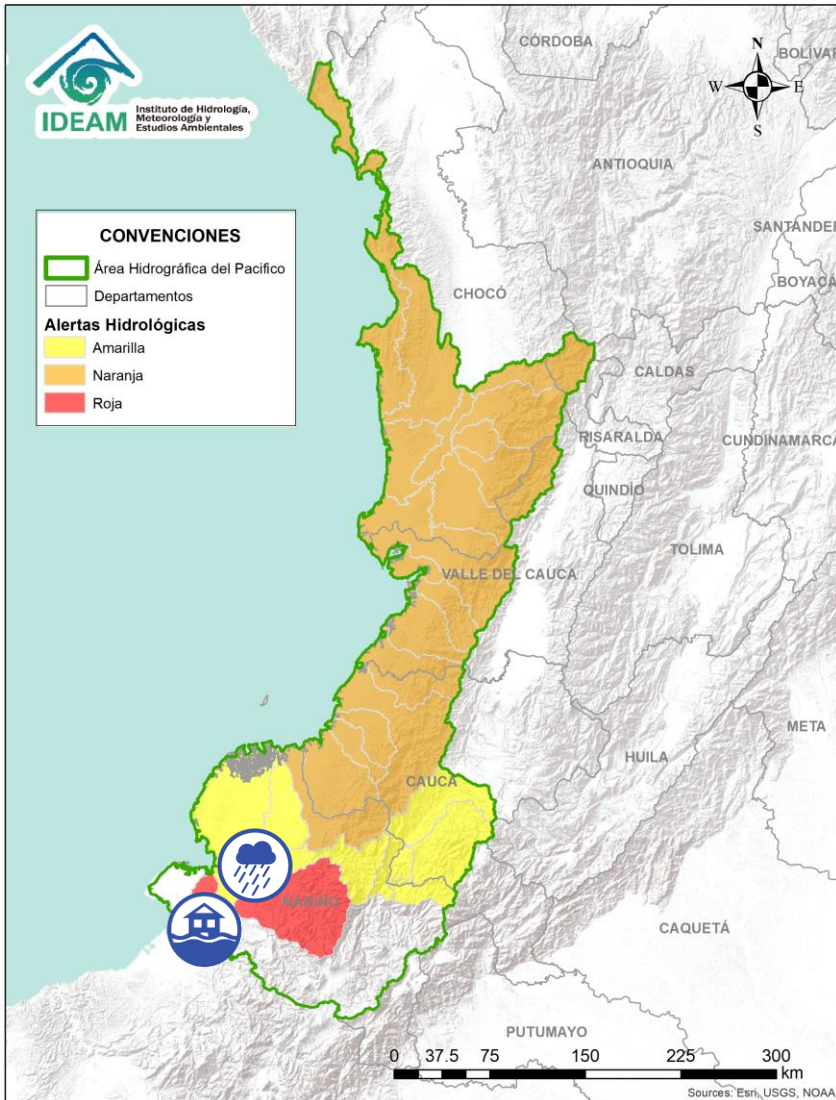 IDEAM
Instituto de Hidrología,
Meteorología y
Estudios Ambientales
CÓRDOBA
BOLÍVAR
N
W
E
S
ANTIOQUIA
SANTANDER
BOYACÁ
CONVENCIONES
Área Hidrográfica del Pacifico
Departamentos
Alertas Hidrológicas
Amarilla
Naranja
Roja
CHOCÓ
CALDAS
RISARALDA
CUNDINAMARCA
QUINDÍO
TOLIMA
VALLE DEL CAUCA
META
HUILA
CAUCA
NARIÑO
CAQUETÁ
PUTUMAYO
0 37.5 75 150 225 300
km
Sources: Esri, USGS, NOAA